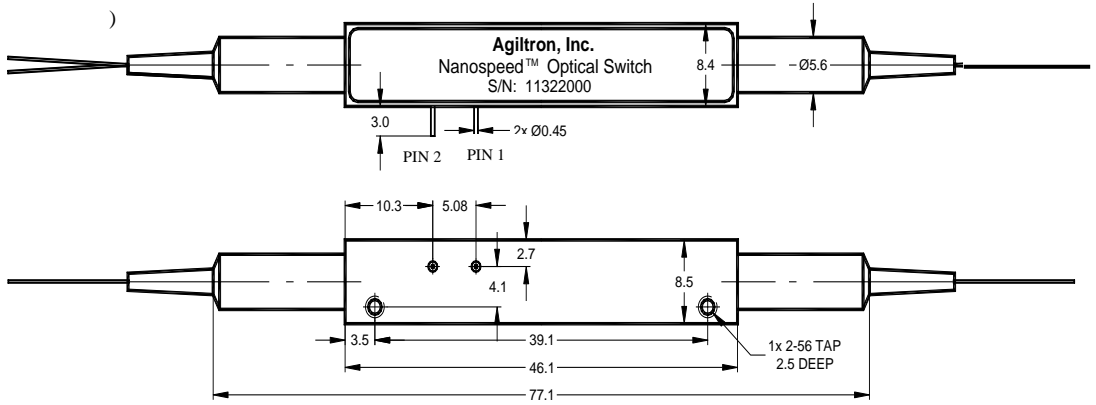 )
Agiltron, Inc.
Nanospeed™ Optical Switch
S/N: 11322000
8.4
Ø5.6
3.0
2x Ø0.45
PIN 2
PIN 1
10.3
5.08
2.7
4.1
8.5
3.5
39.1
1x 2-56 TAP
2.5 DEEP
46.1
77.1